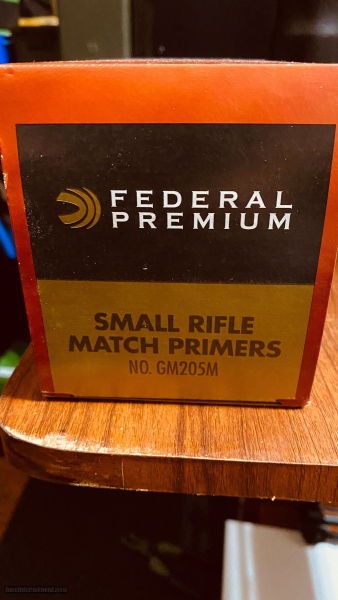 FEDERAL
PREMIUM
SMALL RIFLE
MATCH PRIMERS
NO. GM205M